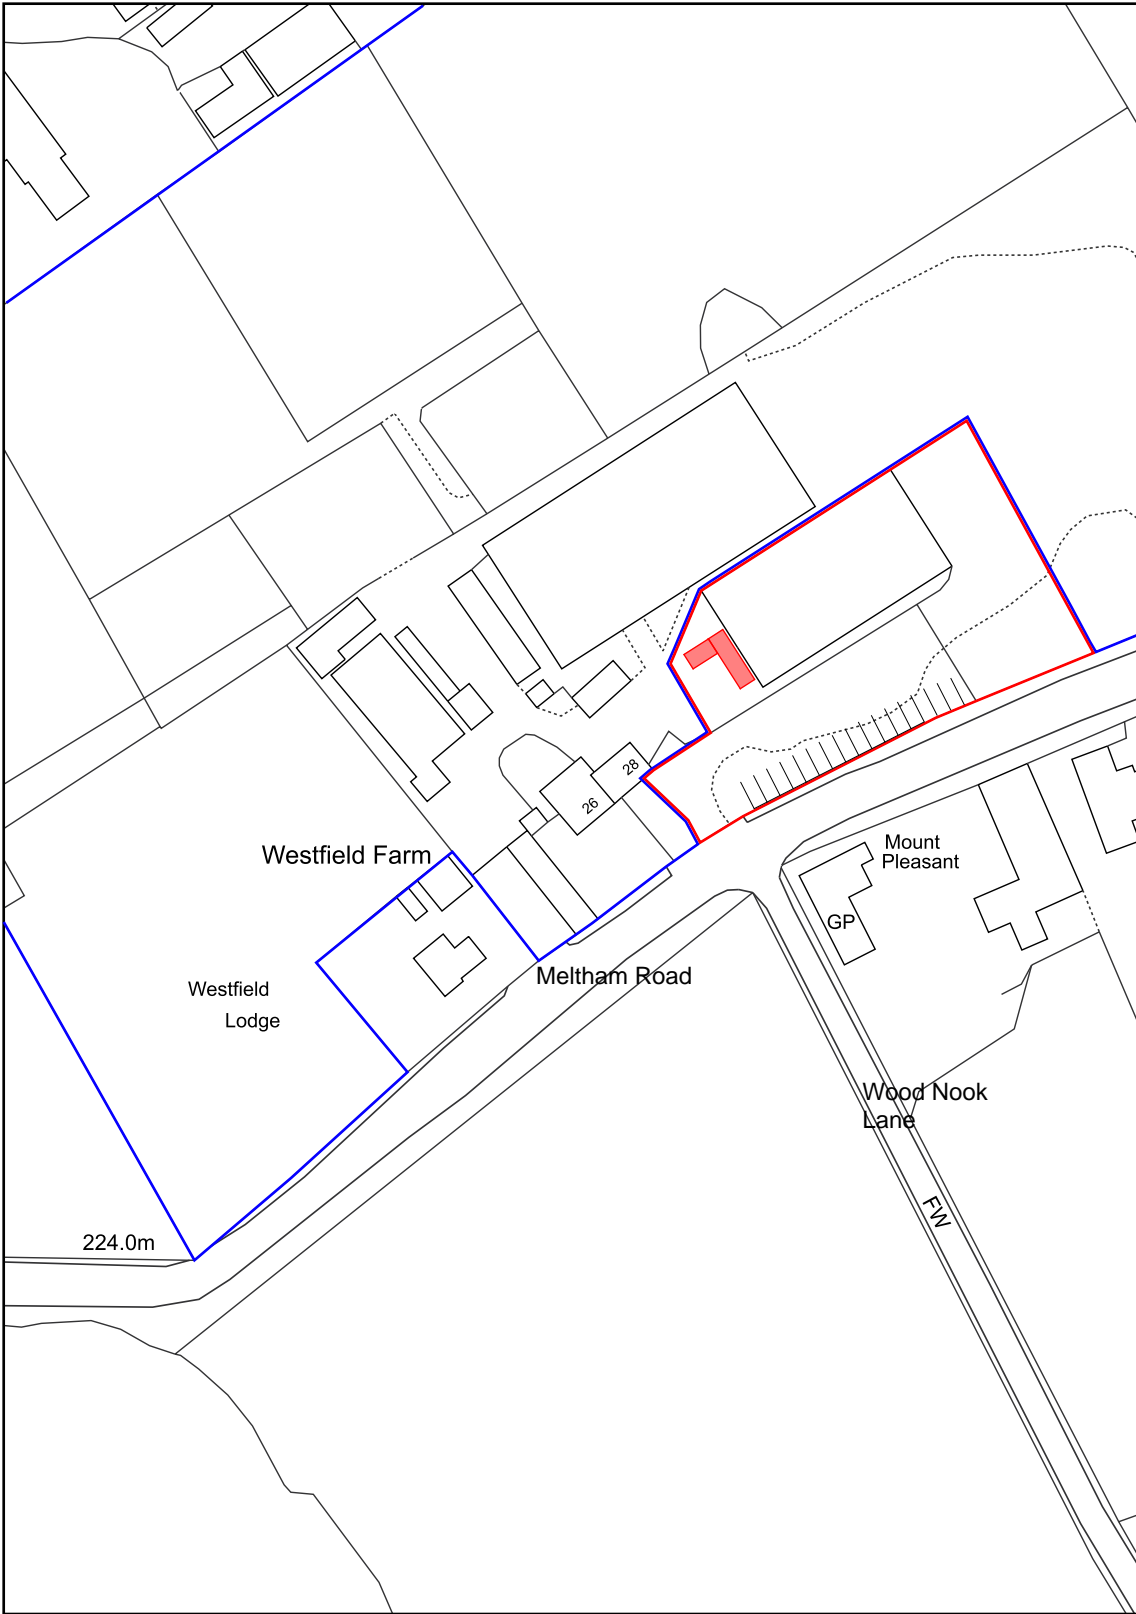 28
26
Mount
Pleasant
Westfield Farm
GP
Meltham Road
Westfield
Lodge
Wood Nook
Lane
FW
224.0m